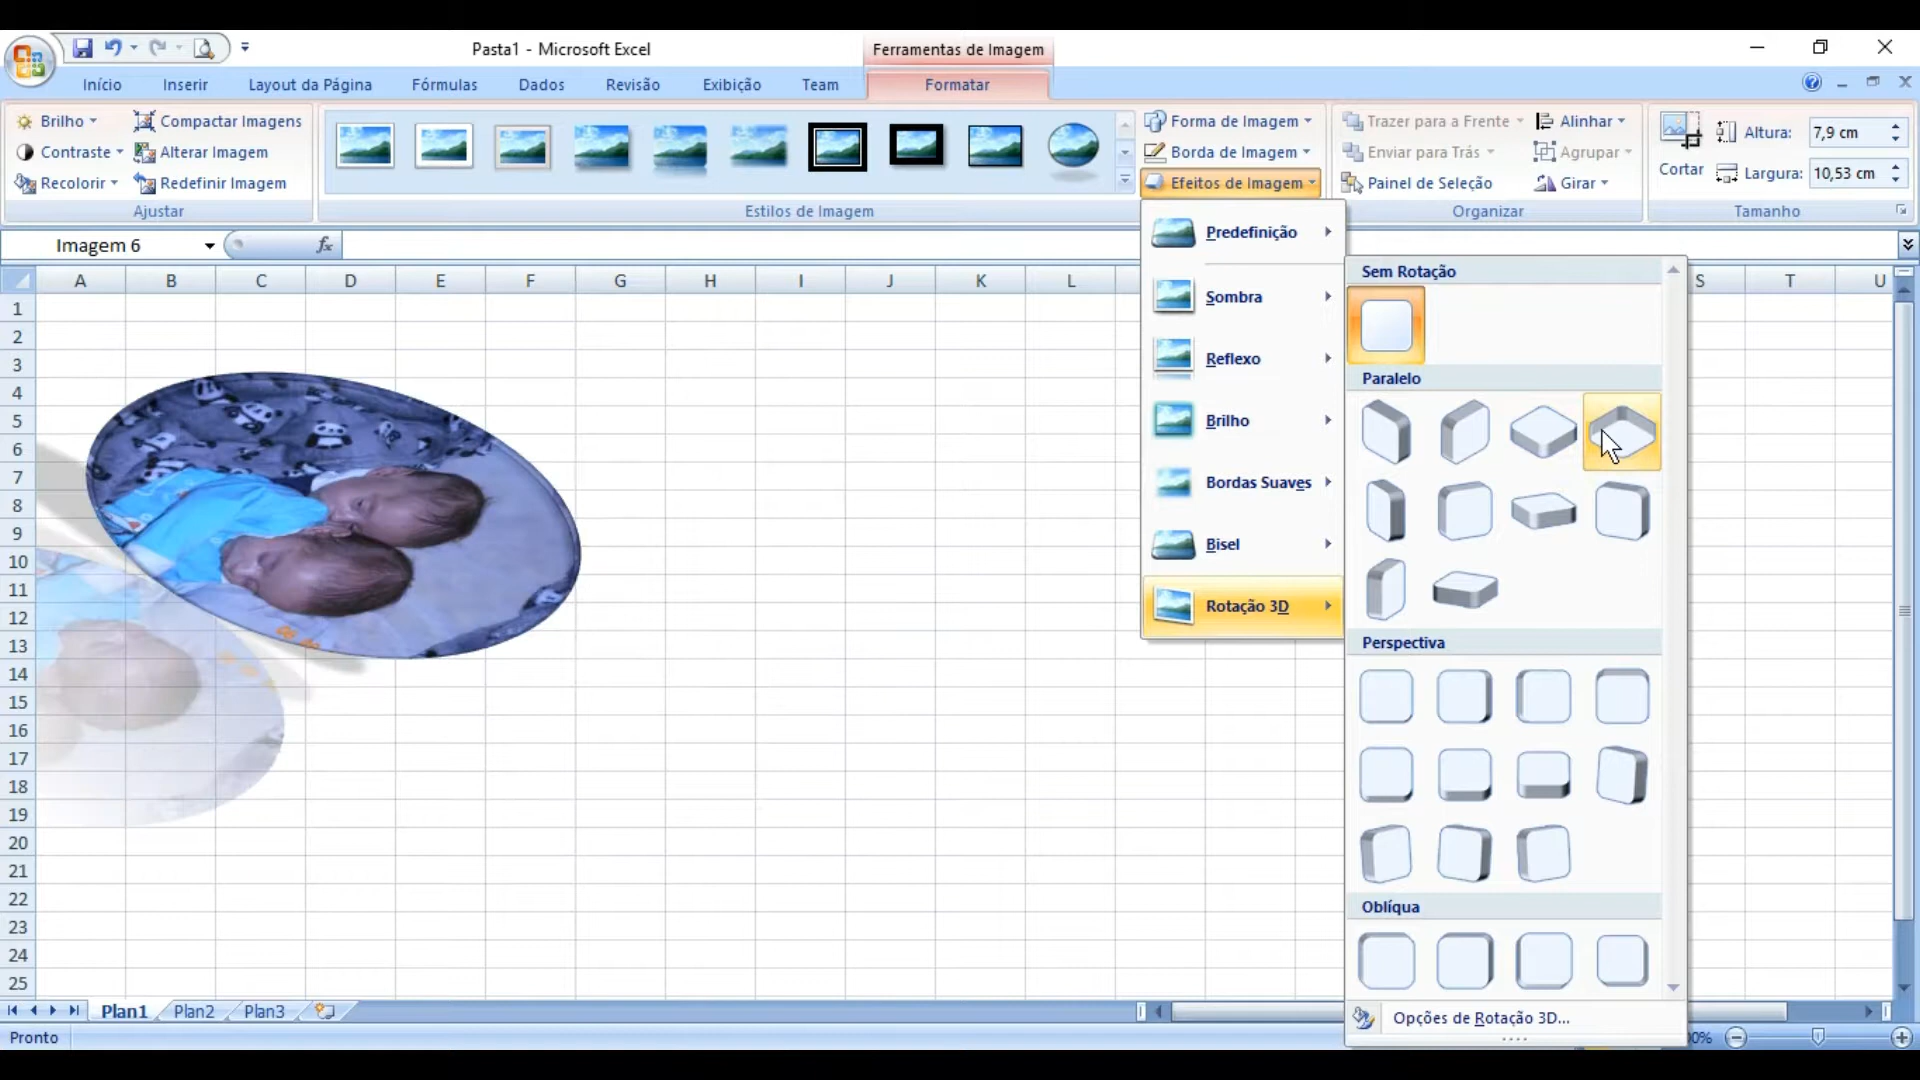 Pasta1 - Microsoft Excel
Ferramentas de Imagem
Início
Inserir
Layout da Página
Fórmulas
Dados
Revisão
Exibição
Team
Formatar
Brilho
Contraste
Recolorir
Compactar Imagens
Alterar Imagem
Redefinir Imagem
Ajustar
Estilos de Imagem
Forma de Imagem
Borda de Imagem
Efeitos de Imagem
Trazer para a Frente
Enviar para Trás
Painel de Seleção
Alinhar
Agrupar
Girar
Organizar
Cortar
Altura: 7,9 cm
Largura: 10,53 cm
Tamanho
Imagem 6
fx
A B C D E F G H I J K L S T U
1
2
3
4
5
6
7
8
9
10
11
12
13
14
15
16
17
18
19
20
21
22
23
24
25
Predefinição
Sombra
Reflexo
Brilho
Bordas Suaves
Bisel
Rotação 3D
Sem Rotação
Paralelo
Perspectiva
Oblíqua
Opções de Rotação 3D...
Plan1
Plan2
Plan3
Pronto
0%